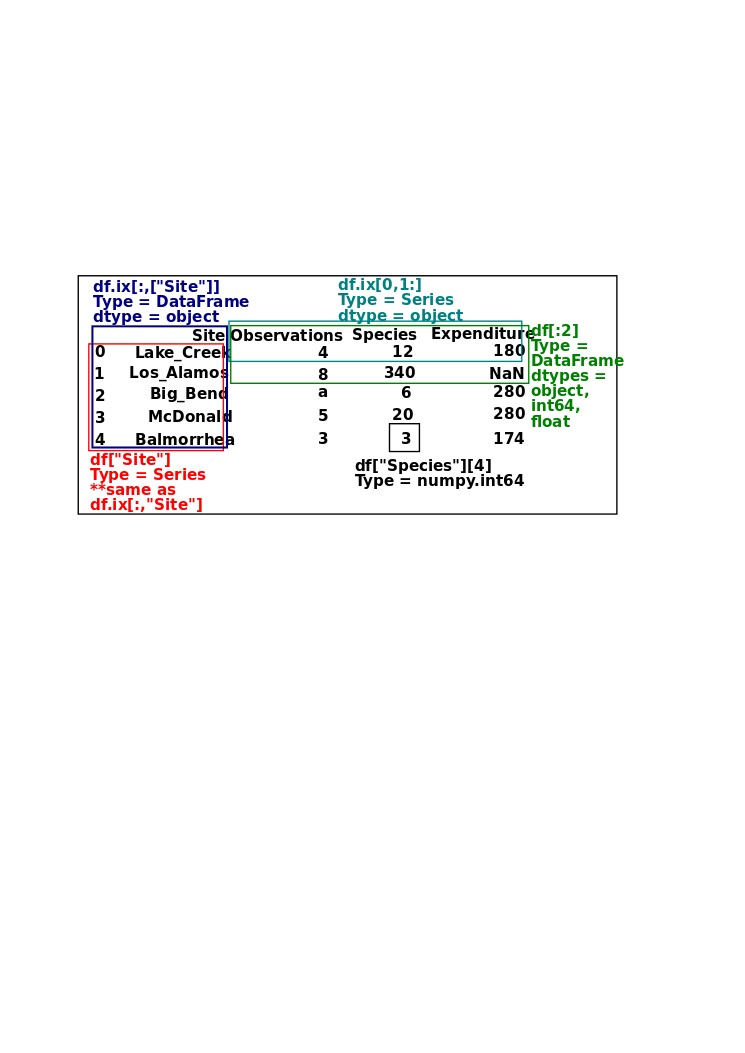 df.ix[:,["Site"]]
Type = DataFrame
dtype = object
df.ix[0,1:]
Type = Series
dtype = object
Site Observations Species Expenditure
0 Lake_Creek 4 12 180
1 Los_Alamos 8 340 NaN
2 Big_Bend a 6 280
3 McDonald 5 20 280
4 Balmorrhea 3 3 174
df[:2]
Type =
DataFrame
dtypes =
object,
int64,
float
df["Site"]
Type = Series
**same as
df.ix[:,"Site"]
df["Species"][4]
Type = numpy.int64